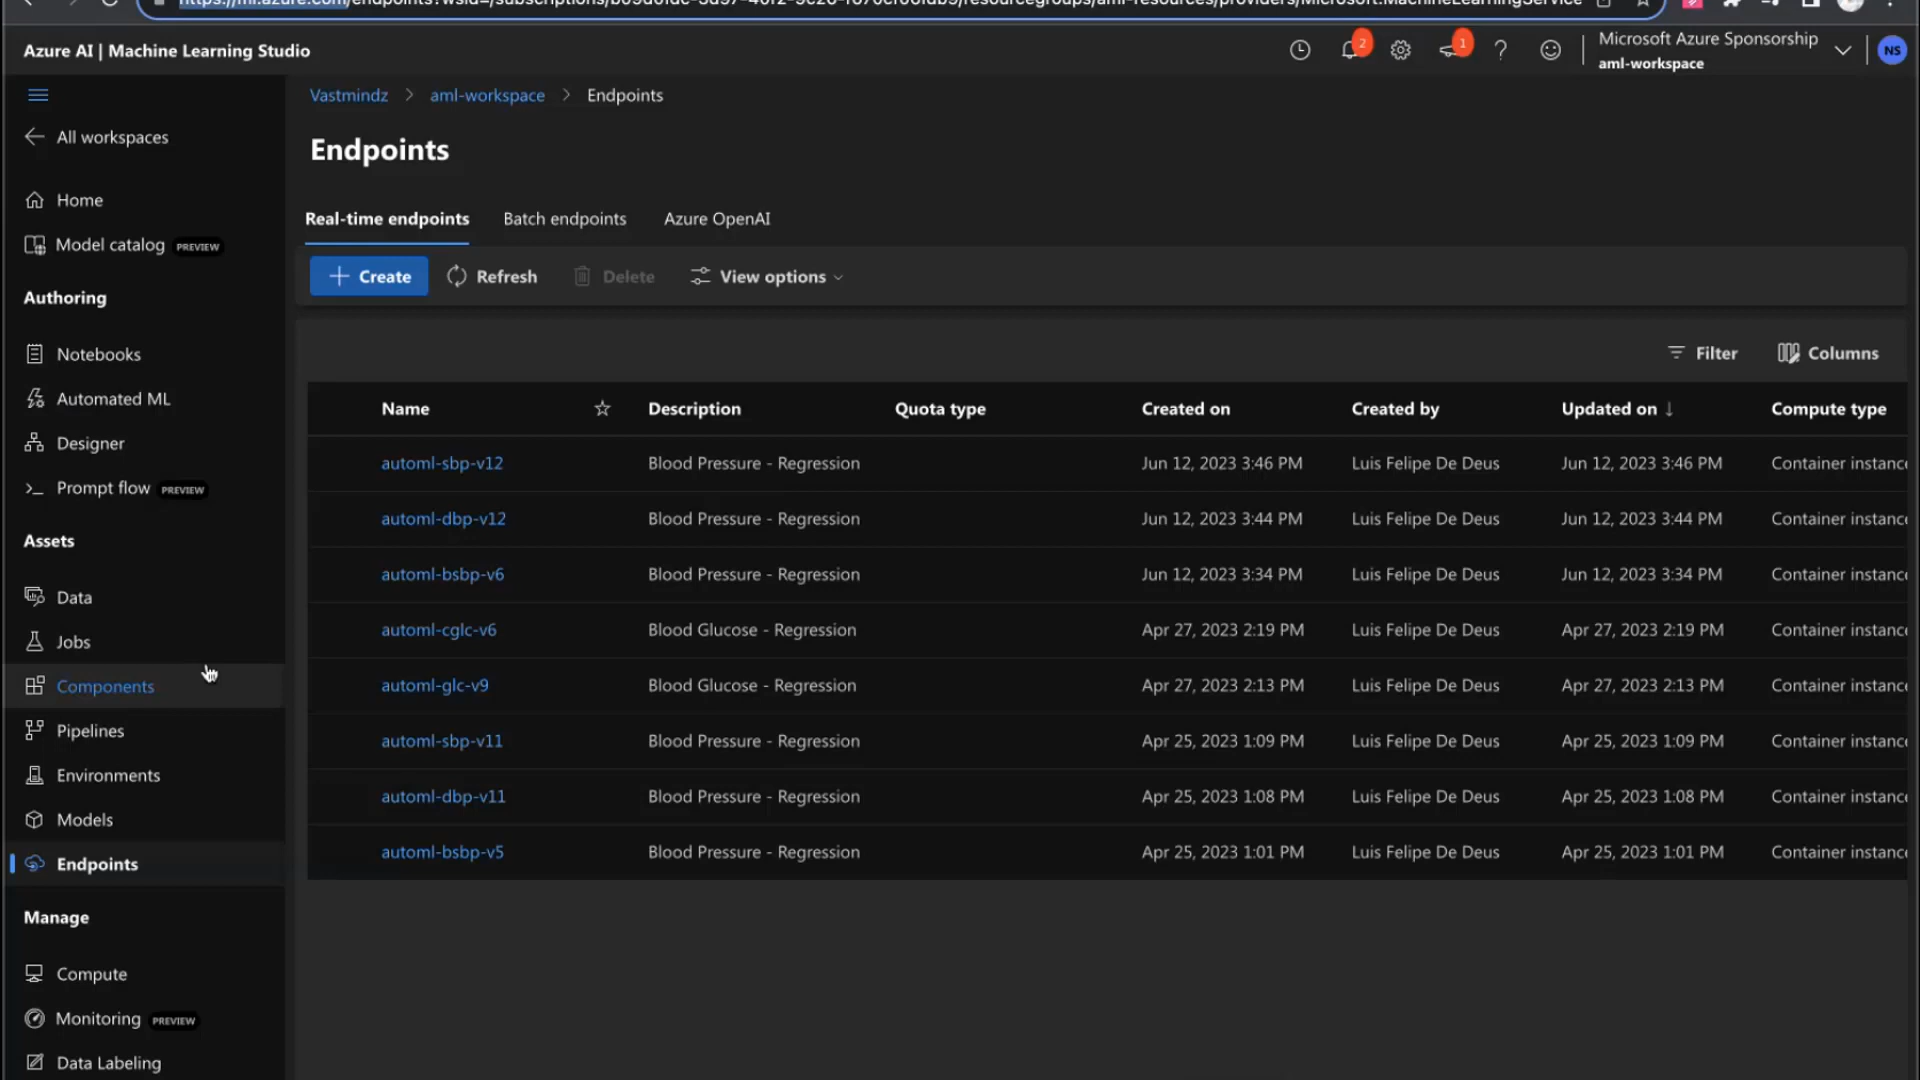 Azure AI | Machine Learning Studio
2
1
Microsoft Azure Sponsorship
aml-workspace
NS
Vastmindz > aml-workspace > Endpoints
All workspaces
Home
Model catalog PREVIEW
Authoring
Notebooks
Automated ML
Designer
Prompt flow PREVIEW
Assets
Data
Jobs
Components
Pipelines
Environments
Models
Endpoints
Manage
Compute
Monitoring PREVIEW
Data Labeling
Endpoints
Real-time endpoints Batch endpoints Azure OpenAI
Create Refresh Delete View options
Filter Columns
Name Description Quota type Created on Created by Updated on Compute type
automl-sbp-v12 Blood Pressure - Regression Jun 12, 2023 3:46 PM Luis Felipe De Deus Jun 12, 2023 3:46 PM Container instance
automl-dbp-v12 Blood Pressure - Regression Jun 12, 2023 3:44 PM Luis Felipe De Deus Jun 12, 2023 3:44 PM Container instance
automl-bsbp-v6 Blood Pressure - Regression Jun 12, 2023 3:34 PM Luis Felipe De Deus Jun 12, 2023 3:34 PM Container instance
automl-cglc-v6 Blood Glucose - Regression Apr 27, 2023 2:19 PM Luis Felipe De Deus Apr 27, 2023 2:19 PM Container instance
automl-glc-v9 Blood Glucose - Regression Apr 27, 2023 2:13 PM Luis Felipe De Deus Apr 27, 2023 2:13 PM Container instance
automl-sbp-v11 Blood Pressure - Regression Apr 25, 2023 1:09 PM Luis Felipe De Deus Apr 25, 2023 1:09 PM Container instance
automl-dbp-v11 Blood Pressure - Regression Apr 25, 2023 1:08 PM Luis Felipe De Deus Apr 25, 2023 1:08 PM Container instance
automl-bsbp-v5 Blood Pressure - Regression Apr 25, 2023 1:01 PM Luis Felipe De Deus Apr 25, 2023 1:01 PM Container instance